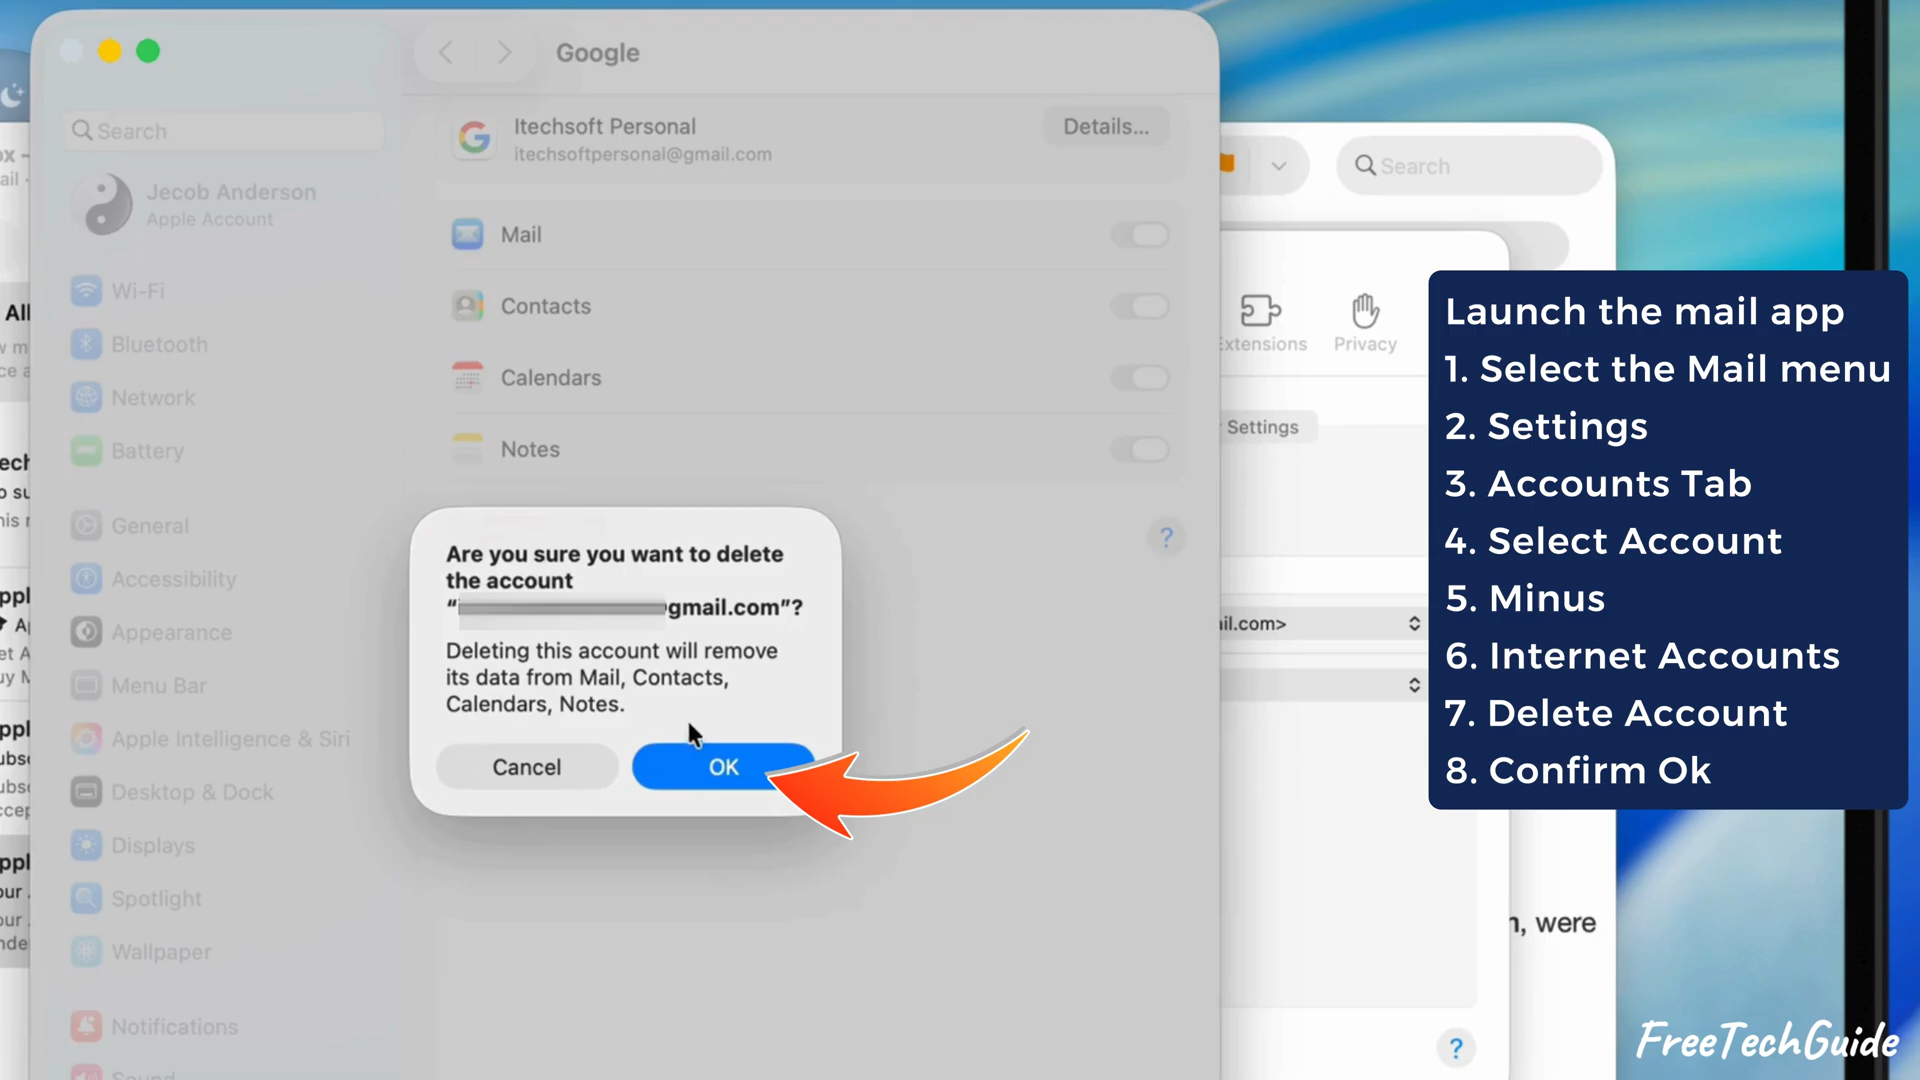 Google
Search
Jecob Anderson
Apple Account
Wi-Fi
Bluetooth
Network
Battery
General
Accessibility
Appearance
Menu Bar
Apple Intelligence & Siri
Desktop & Dock
Displays
Spotlight
Wallpaper
Notifications
Sound
Itechsoft Personal
itechsoftpersonal@gmail.com
Details...
Mail
Contacts
Calendars
Notes
?
Are you sure you want to delete
the account
gmail.com"?
Deleting this account will remove
its data from Mail, Contacts,
Calendars, Notes.
Cancel
OK
Search
Extensions
Privacy
Settings
il.com>
, were
?
All
Launch the mail app
1. Select the Mail menu
2. Settings
3. Accounts Tab
4. Select Account
5. Minus
6. Internet Accounts
7. Delete Account
8. Confirm Ok
FreeTechGuide